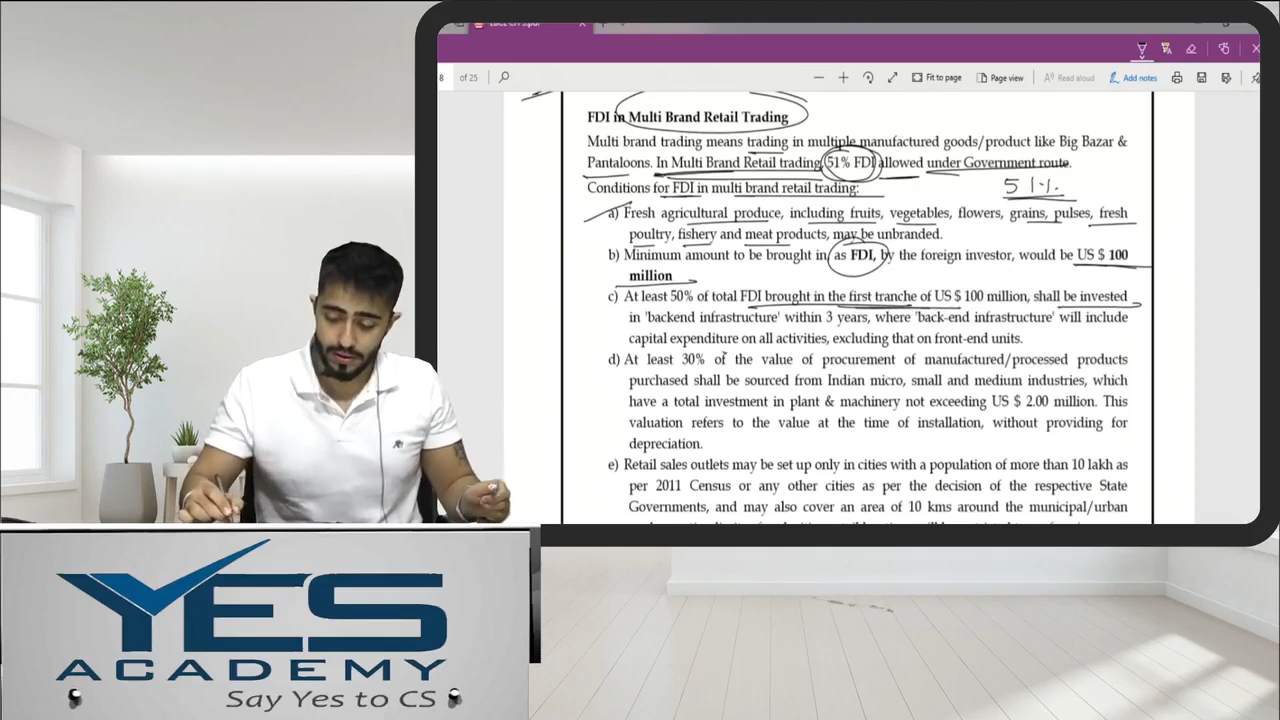 8 of 25
Fit to page
Page view
Read aloud
Add notes
FDI in Multi Brand Retail Trading
Multi brand trading means trading in multiple manufactured goods/product like Big Bazar &
Pantaloons. In Multi Brand Retail trading 51% FDI allowed under Government route.
51%.
Conditions for FDI in multi brand retail trading:
a) Fresh agricultural produce, including fruits, vegetables, flowers, grains, pulses, fresh
poultry, fishery and meat products, may be unbranded.
b) Minimum amount to be brought in, as FDI, by the foreign investor, would be US $ 100
million
c) At least 50% of total FDI brought in the first tranche of US $ 100 million, shall be invested
in 'backend infrastructure' within 3 years, where 'back-end infrastructure' will include
capital expenditure on all activities, excluding that on front-end units.
d) At least 30% of the value of procurement of manufactured/processed products
purchased shall be sourced from Indian micro, small and medium industries, which
have a total investment in plant & machinery not exceeding US $ 2.00 million. This
valuation refers to the value at the time of installation, without providing for
depreciation.
e) Retail sales outlets may be set up only in cities with a population of more than 10 lakh as
per 2011 Census or any other cities as per the decision of the respective State
Governments, and may also cover an area of 10 kms around the municipal/urban
YES
ACADEMY
Say Yes to CS